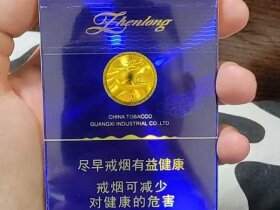 Zhenlong
CHINA TOBACCO
GUANGXI INDUSTRIAL CO.,LTD.
尽早戒烟有益健康
戒烟可减少
对健康的危害